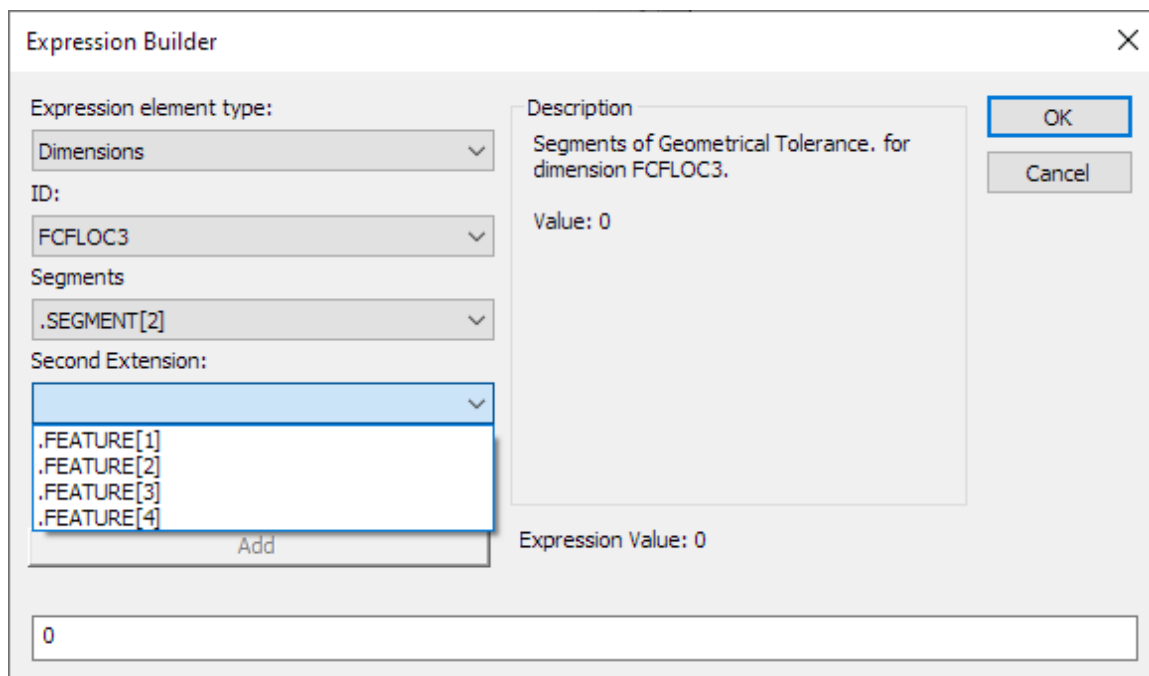 Expression Builder
Expression element type:
Dimensions
ID:
FCFLOC3
Segments
.SEGMENT[2]
Second Extension:
.FEATURE[1]
.FEATURE[2]
.FEATURE[3]
.FEATURE[4]
Add
Description
Segments of Geometrical Tolerance. for
dimension FCFLOC3.
Value: 0
Expression Value: 0
OK
Cancel
0